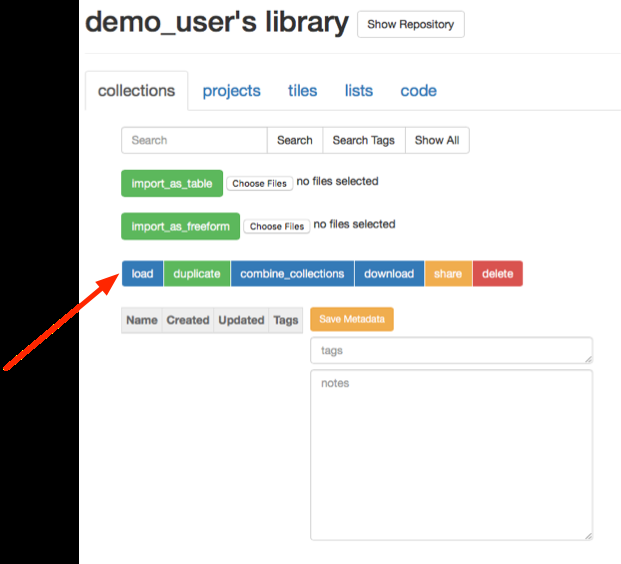 demo_user's library Show Repository
collections projects tiles lists code
Search Search Search Tags Show All
import_as_table Choose Files no files selected
import_as_freeform Choose Files no files selected
load duplicate combine_collections download share delete
Name Created Updated Tags Save Metadata
tags
notes